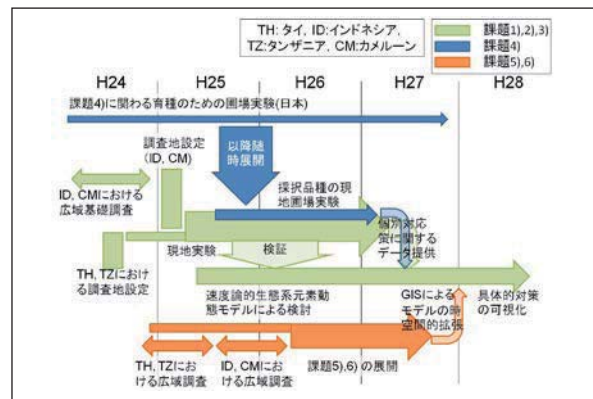 TH: タイ, ID:インドネシア,
TZ:タンザニア, CM:カメルーン
課題1),2),3)
課題4)
課題5),6)
H24 H25 H26 H27 H28
課題4)に関わる育種のための圃場実験(日本)
調査地設定
(ID, CM)
以降随
時展開
ID, CMにおける
広域基礎調査
採択品種の現
地圃場実験
個別対応
策に関する
データ提供
現地実験
検証
TH, TZにおけ
る調査地設定
速度論的生態系元素動
態モデルによる検討
GISによる
モデルの時
空間的拡張
具体的対策
の可視化
TH, TZにお
ける広域調査
ID, CMにお
ける広域調査
課題5),6) の展開